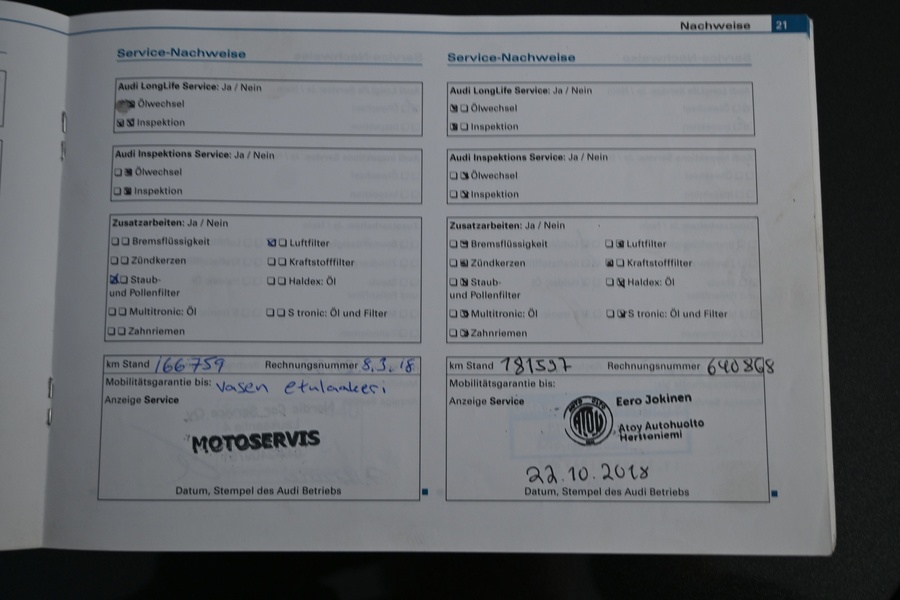 Nachweise 21
Service-Nachweise
Audi LongLife Service: Ja / Nein
Ölwechsel
Inspektion
Audi Inspektions Service: Ja / Nein
Ölwechsel
Inspektion
Zusatzarbeiten: Ja / Nein
Bremsflüssigkeit Luftfilter
Zündkerzen Kraftstofffilter
Staub- Haldex: Öl
und Pollenfilter
Multitronic: Öl S tronic: Öl und Filter
Zahnriemen
km Stand 166759 Rechnungsnummer 8.3.18
Mobilitätsgarantie bis: Vasen etulaakeri
Anzeige Service
MOTOSERVIS
Datum, Stempel des Audi Betriebs
Service-Nachweise
Audi LongLife Service: Ja / Nein
Ölwechsel
Inspektion
Audi Inspektions Service: Ja / Nein
Ölwechsel
Inspektion
Zusatzarbeiten: Ja / Nein
Bremsflüssigkeit Luftfilter
Zündkerzen Kraftstofffilter
Staub- Haldex: Öl
und Pollenfilter
Multitronic: Öl S tronic: Öl und Filter
Zahnriemen
km Stand 181597 Rechnungsnummer 640868
Mobilitätsgarantie bis:
Anzeige Service
ATOY
Eero Jokinen
Atoy Autohuolto
Herttoniemi
22.10.2018
Datum, Stempel des Audi Betriebs